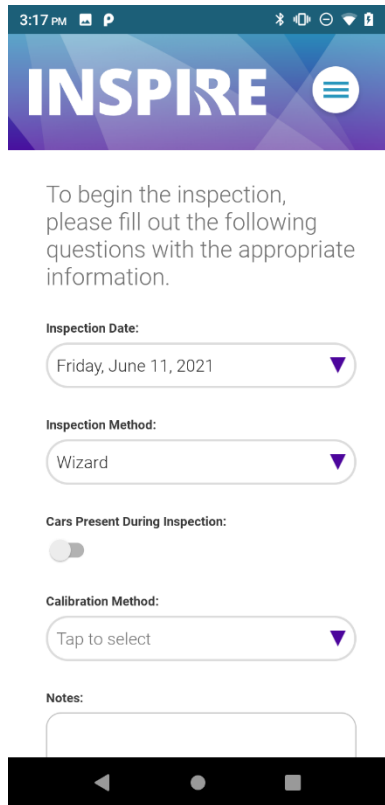 3:17 PM
INSPIRE
To begin the inspection,
please fill out the following
questions with the appropriate
information.
Inspection Date:
Friday, June 11, 2021
Inspection Method:
Wizard
Cars Present During Inspection:
Calibration Method:
Tap to select
Notes: